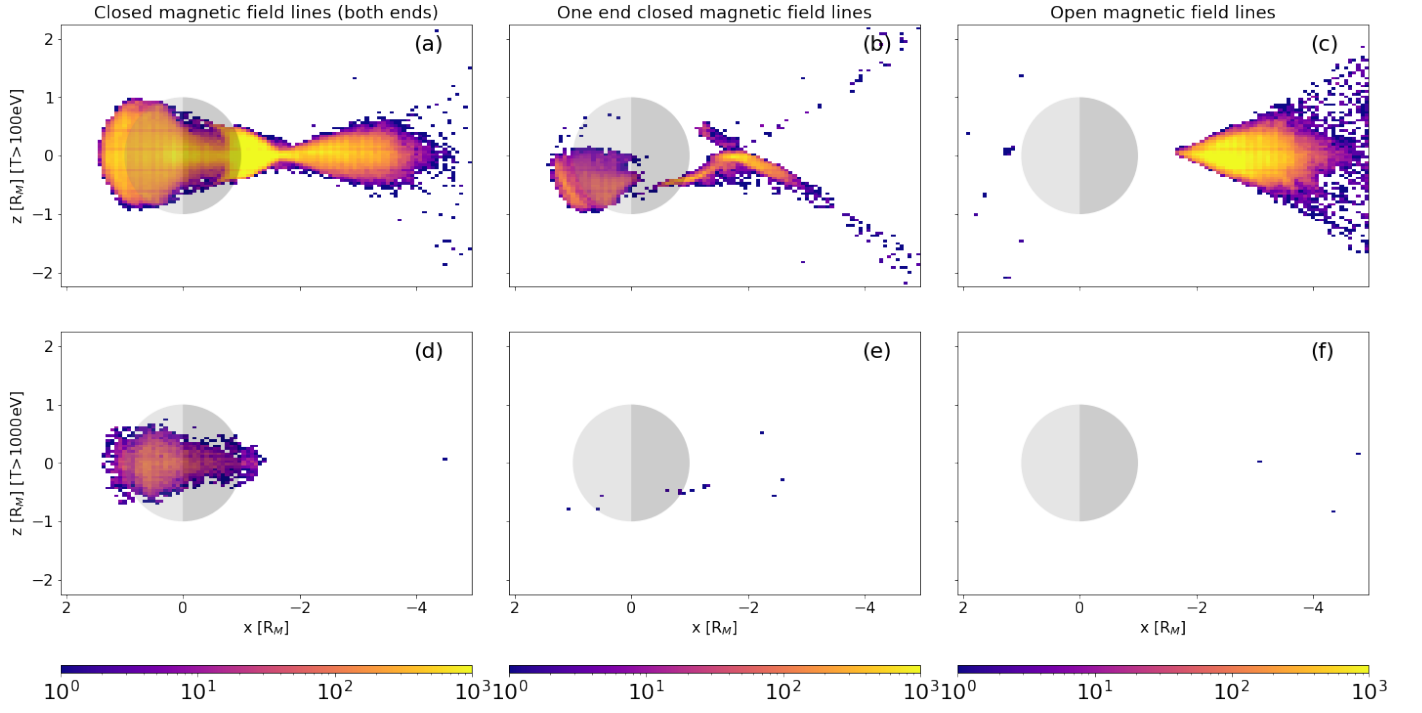 Closed magnetic field lines (both ends)
One end closed magnetic field lines
Open magnetic field lines
(a)
(b)
(c)
z [R_M] [T>100eV]
2
1
0
−1
−2
(d)
(e)
(f)
z [R_M] [T>1000eV]
2
1
0
−1
−2
2 0 −2 −4
2 0 −2 −4
2 0 −2 −4
x [R_M]
x [R_M]
x [R_M]
10^0 10^1 10^2 10^3
10^0 10^1 10^2 10^3
10^0 10^1 10^2 10^3